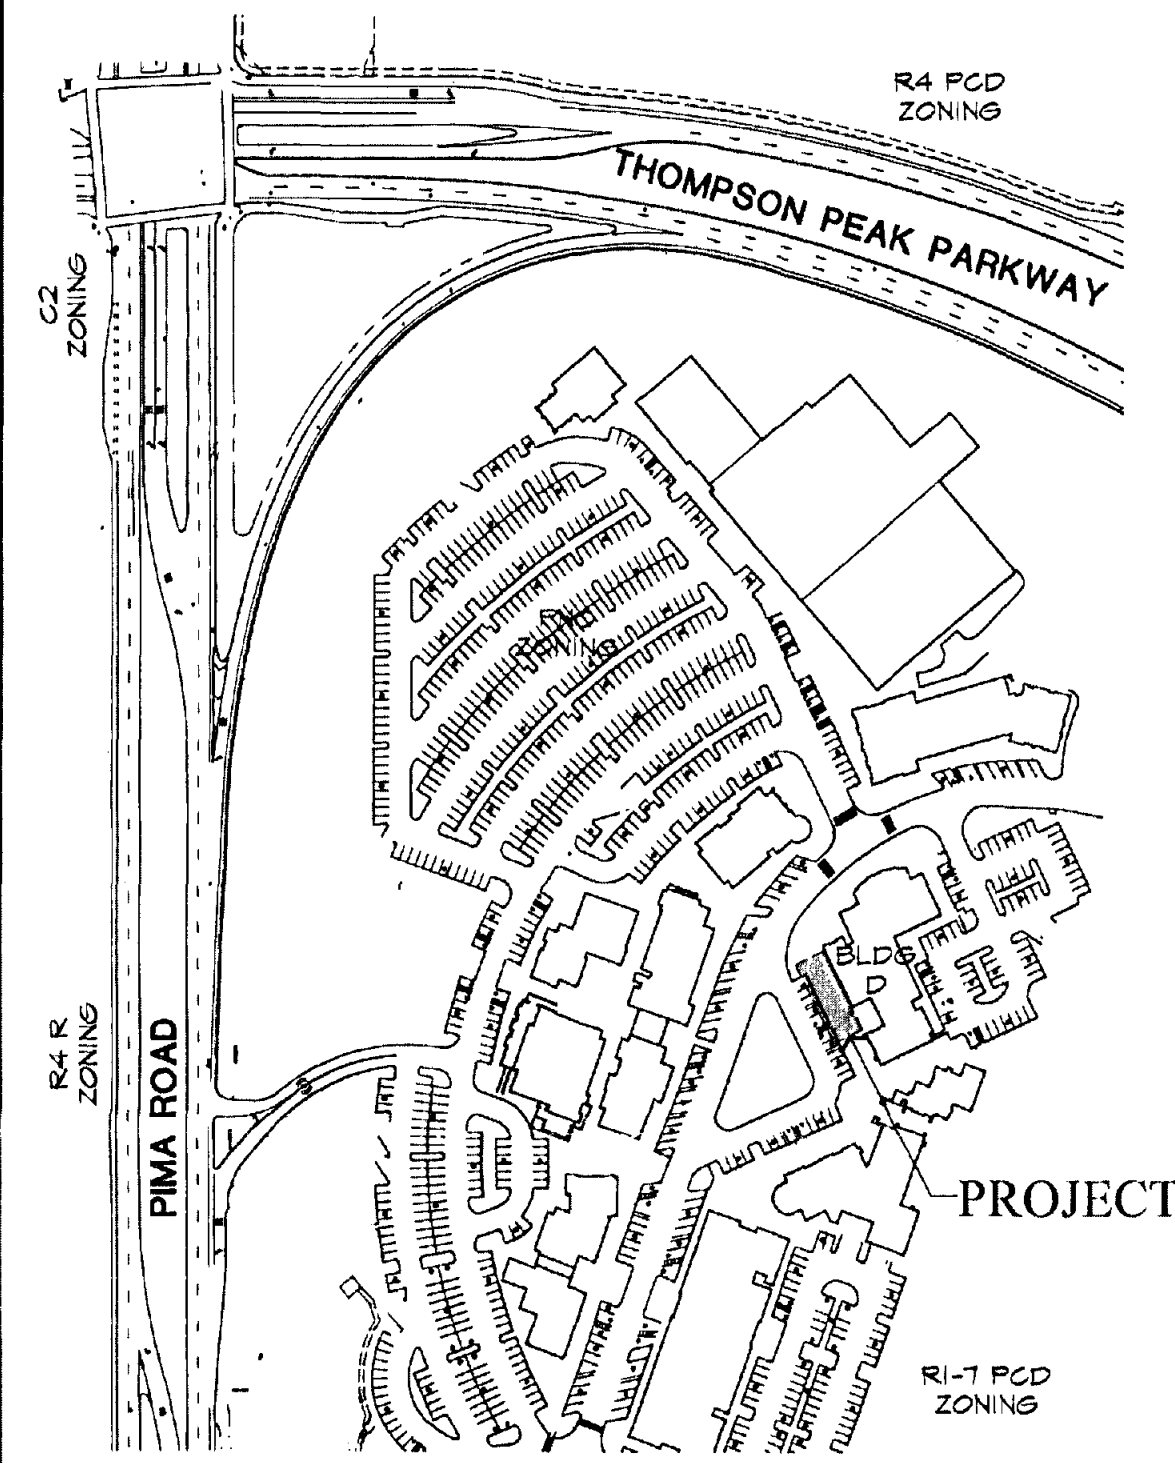 R4 PCD
ZONING
THOMPSON PEAK PARKWAY
C2
ZONING
ZONING
BLDG
D
R4 R
ZONING
PIMA ROAD
PROJECT
R1-7 PCD
ZONING